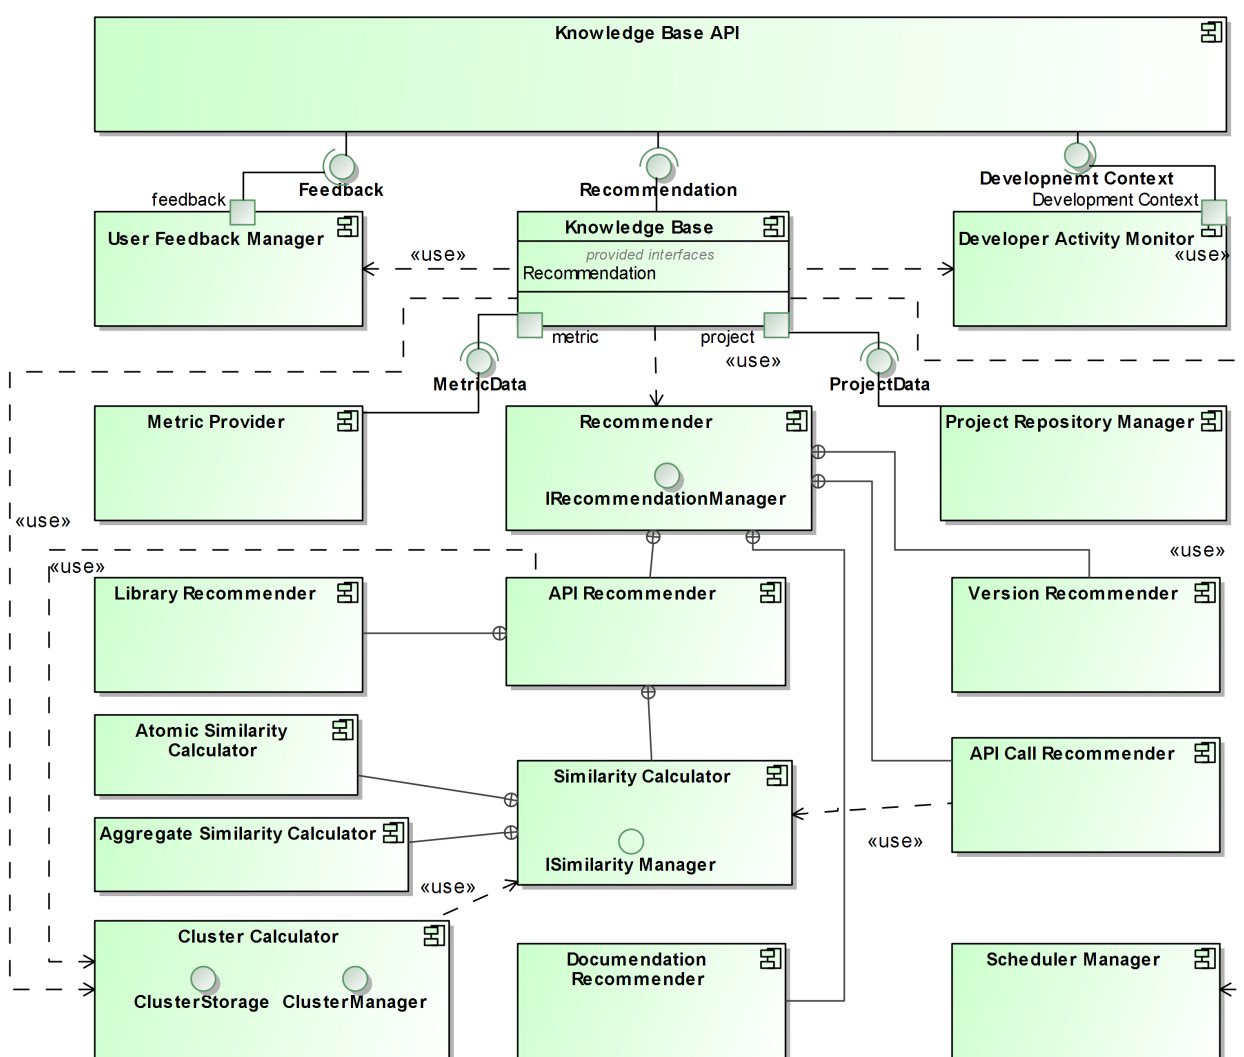 Knowledge Base API
Feedback
Recommendation
Developnemt Context
feedback
Development Context
User Feedback Manager
«use»
Knowledge Base
provided interfaces
Recommendation
Developer Activity Monitor
«use»
metric
project
«use»
MetricData
ProjectData
Metric Provider
Recommender
IRecommendationManager
Project Repository Manager
«use»
«use»
«use»
Library Recommender
API Recommender
Version Recommender
Atomic Similarity
Calculator
Similarity Calculator
ISimilarity Manager
API Call Recommender
Aggregate Similarity Calculator
«use»
«use»
Cluster Calculator
ClusterStorage
ClusterManager
Documendation
Recommender
Scheduler Manager